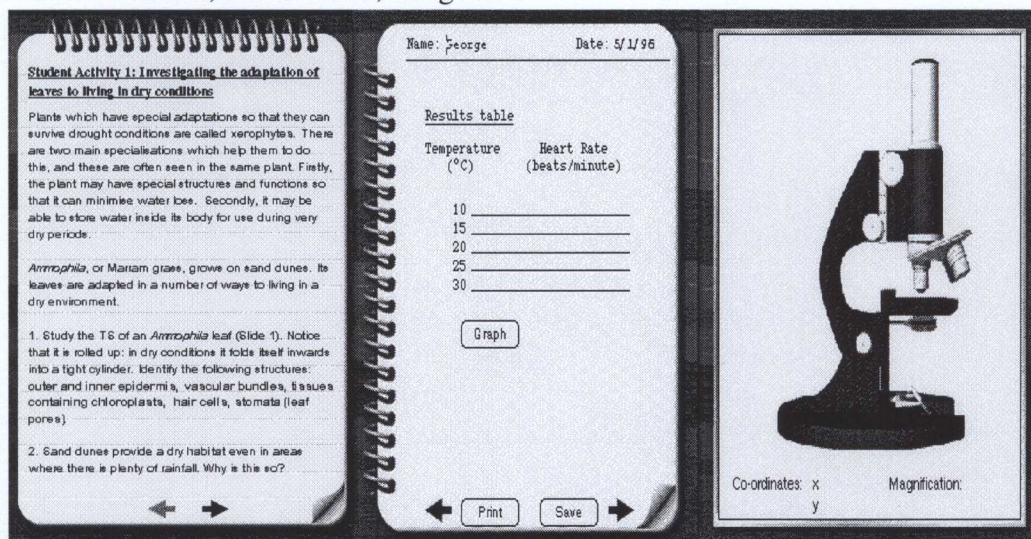 Student Activity 1: Investigating the adaptation of
leaves to living in dry conditions
Plants which have special adaptations so that they can
survive drought conditions are called xerophytes. There
are two main specialisations which help them to do
this, and these are often seen in the same plant. Firstly,
the plant may have special structures and functions so
that it can minimise water loss. Secondly, it may be
able to store water inside its body for use during very
dry periods.
Ammophila, or Marram grass, grows on sand dunes. Its
leaves are adapted in a number of ways to living in a
dry environment.
1. Study the TS of an Ammophila leaf (Slide 1). Notice
that it is rolled up: in dry conditions it folds itself inwards
into a tight cylinder. Identify the following structures:
outer and inner epidermis, vascular bundles, tissues
containing chloroplasts, hair cells, stomata (leaf
pores)
2. Sand dunes provide a dry habitat even in areas
where there is plenty of rainfall. Why is this so?
Name: George Date: 5/1/96
Results table
Temperature Heart Rate
(°C) (beats/minute)
10
15
20
25
30
Graph
Print Save
Co-ordinates: x Magnification:
y